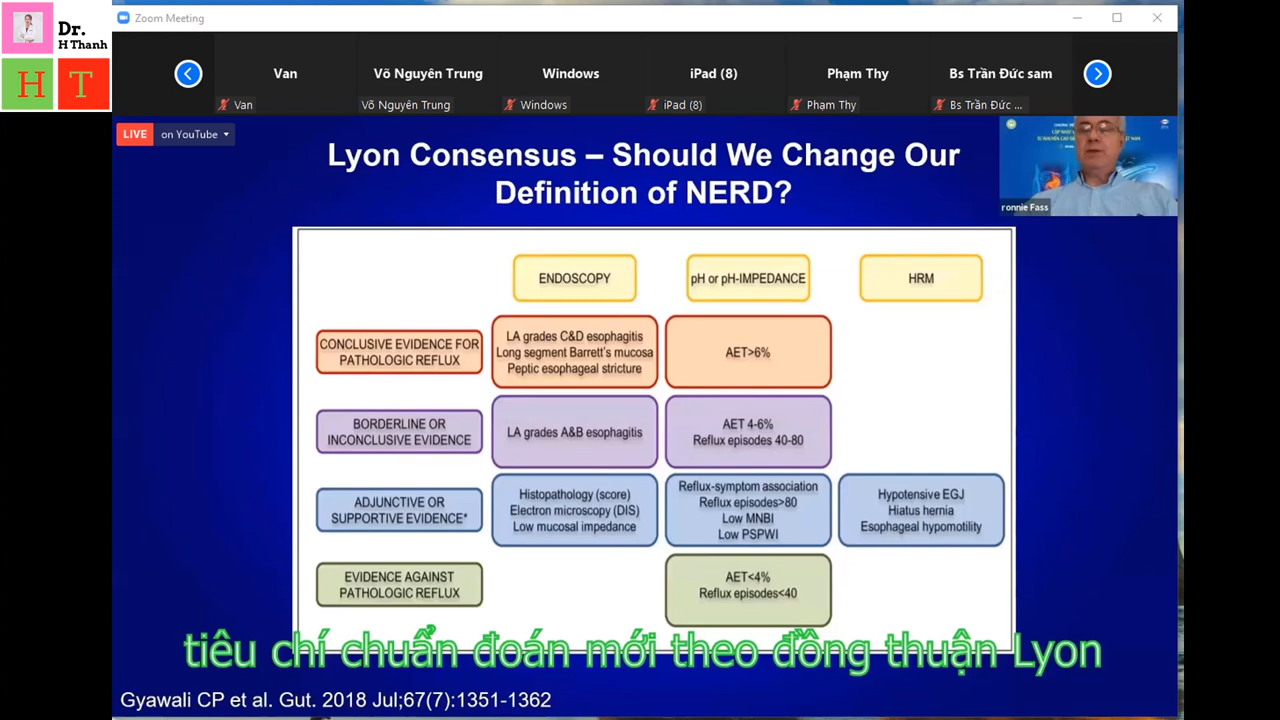 Dr.
H Thanh
H T
Zoom Meeting
Van
Võ Nguyên Trung
Windows
iPad (8)
Phạm Thy
Bs Trần Đức sam
Van
Võ Nguyên Trung
Windows
iPad (8)
Phạm Thy
Bs Trần Đức ...
LIVE on YouTube
Lyon Consensus – Should We Change Our
Definition of NERD?
ronnie Fass
ENDOSCOPY
pH or pH-IMPEDANCE
HRM
CONCLUSIVE EVIDENCE FOR
PATHOLOGIC REFLUX
LA grades C&D esophagitis
Long segment Barrett's mucosa
Peptic esophageal stricture
AET>6%
BORDERLINE OR
INCONCLUSIVE EVIDENCE
LA grades A&B esophagitis
AET 4-6%
Reflux episodes 40-80
ADJUNCTIVE OR
SUPPORTIVE EVIDENCE*
Histopathology (score)
Electron microscopy (DIS)
Low mucosal impedance
Reflux-symptom association
Reflux episodes>80
Low MNBI
Low PSPWI
Hypotensive EGJ
Hiatus hernia
Esophageal hypomotility
EVIDENCE AGAINST
PATHOLOGIC REFLUX
AET<4%
Reflux episodes<40
tiêu chí chuẩn đoán mới theo đồng thuận Lyon
Gyawali CP et al. Gut. 2018 Jul;67(7):1351-1362